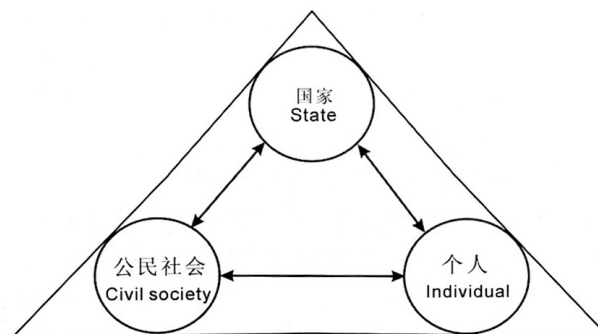 国家
State
公民社会
Civil society
个人
Individual